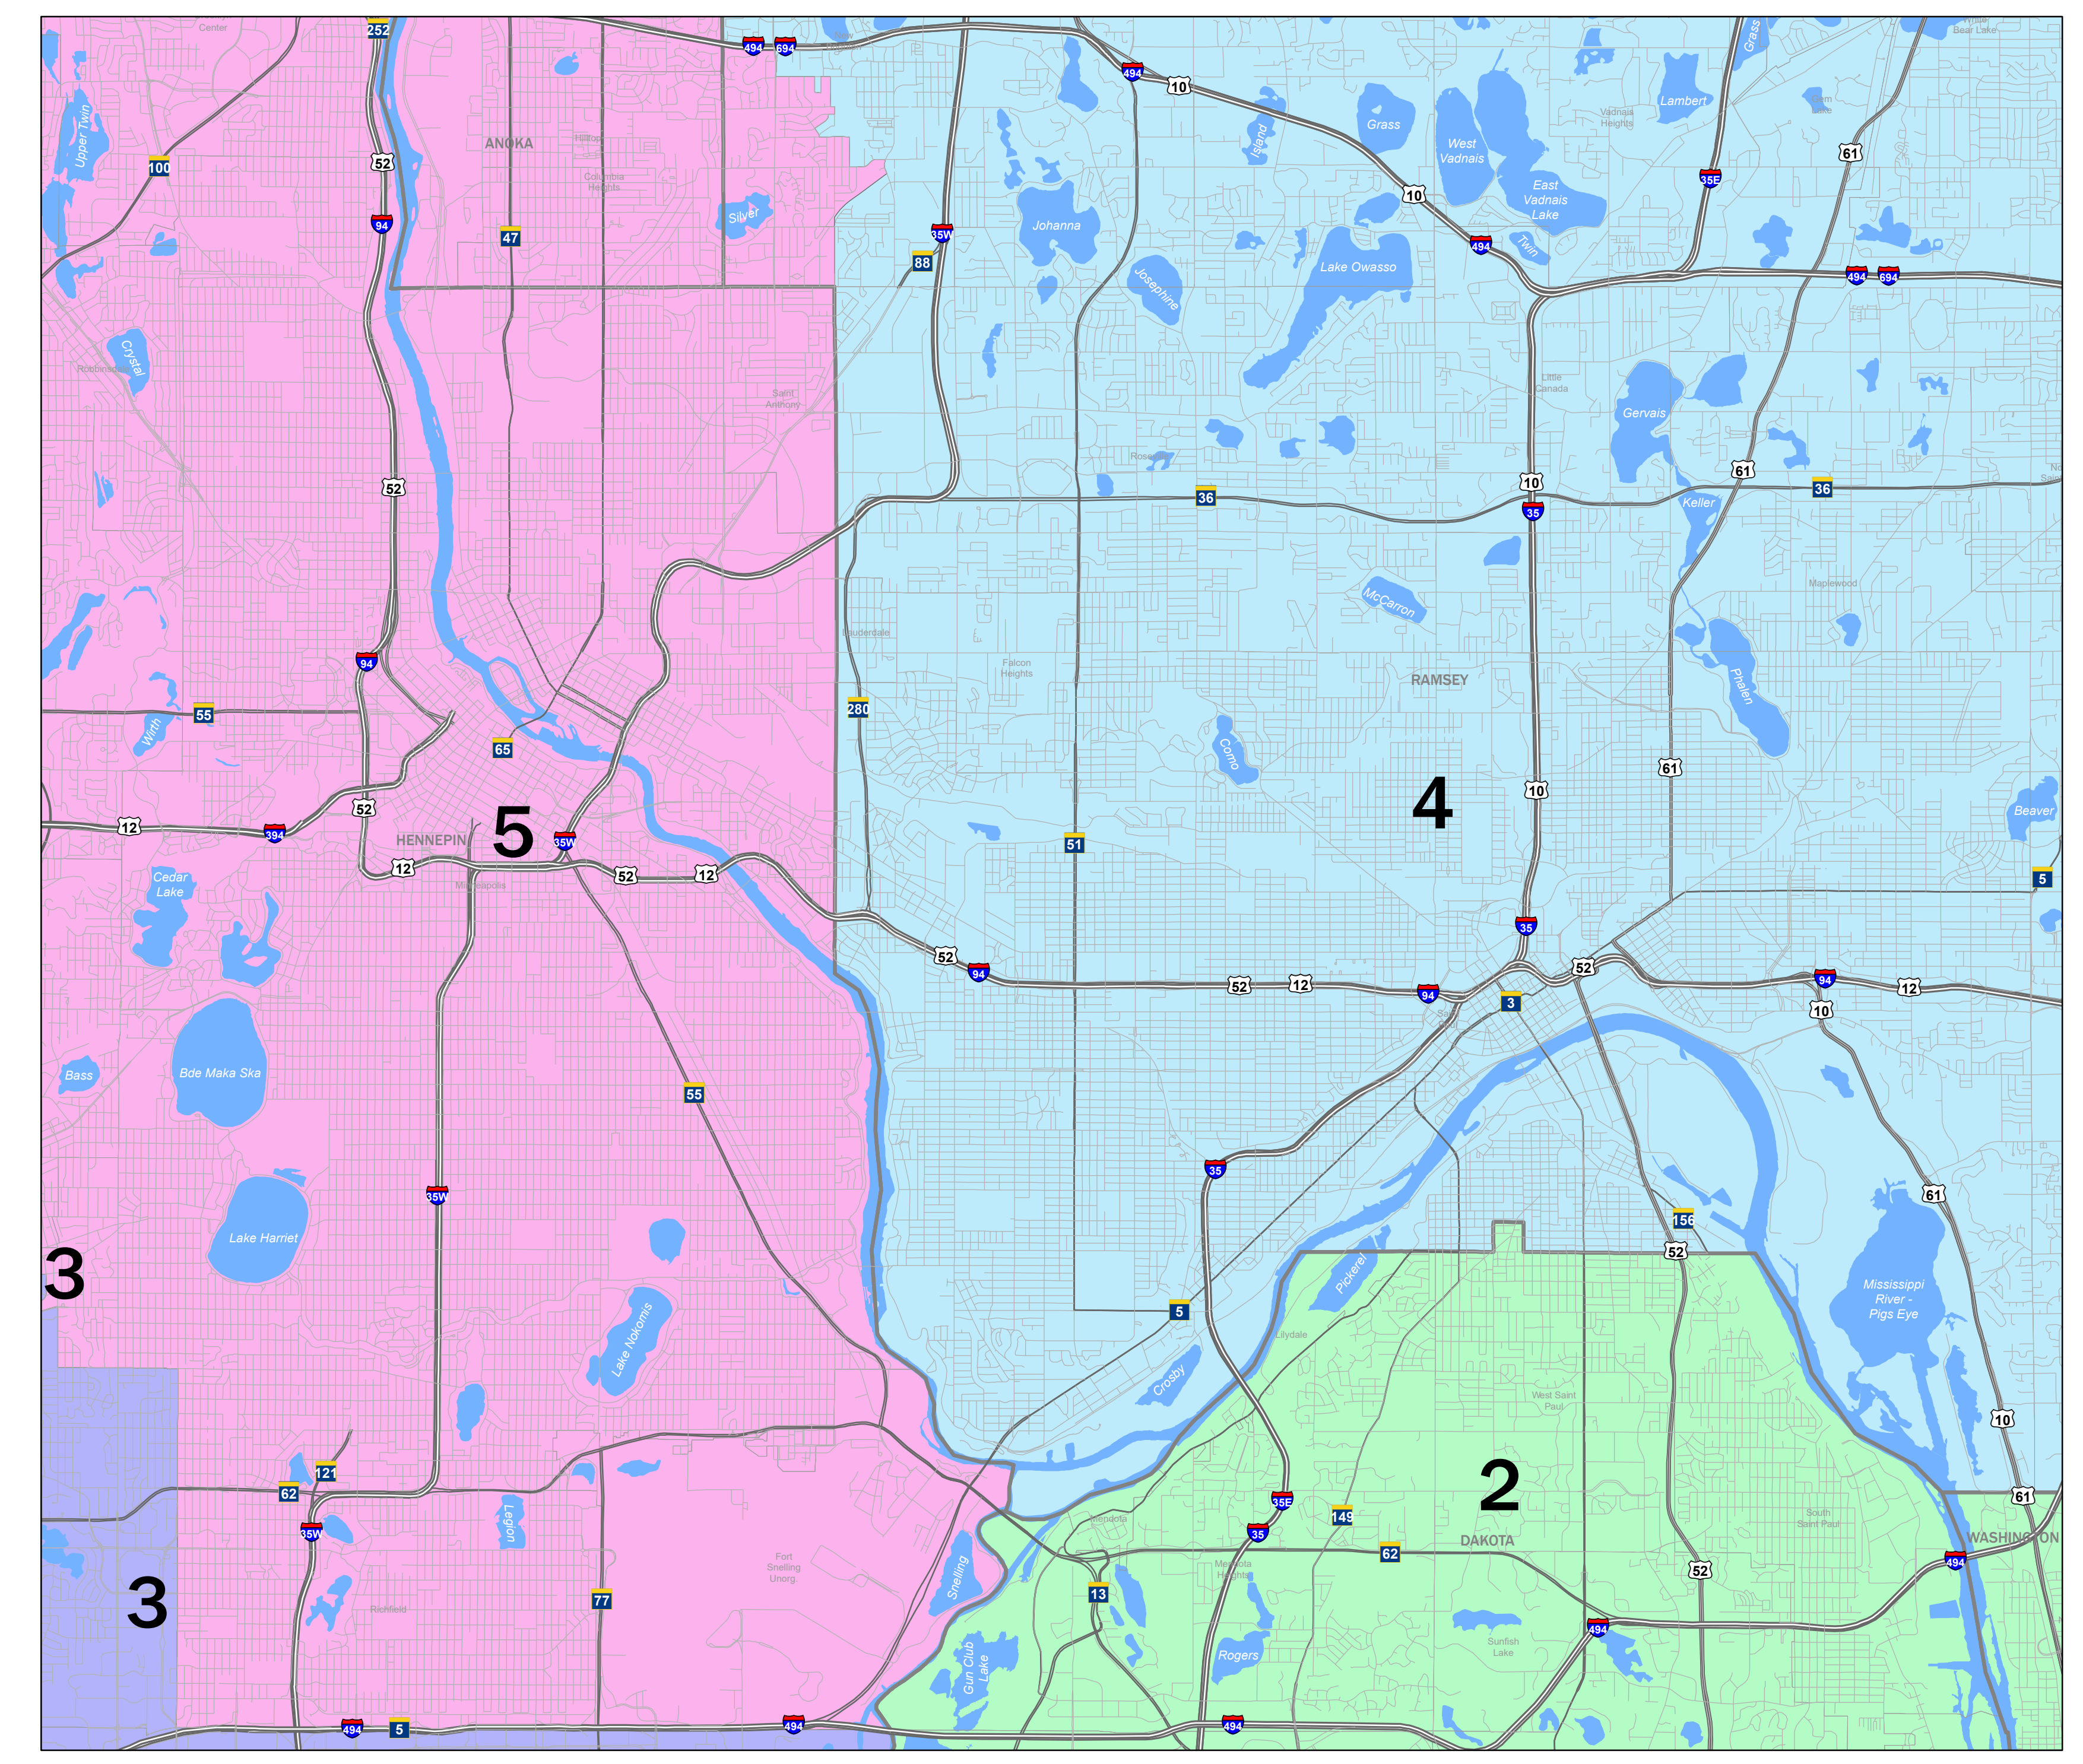 Center
252
494
694
White
Bear Lake
Grass
494
10
Upper Twin
100
52
ANOKA
Hilltop
Columbia
Heights
Island
Grass
West
Vadnais
Vadnais
Heights
Lambert
Gem
Lake
61
35E
10
East
Vadnais
Lake
94
47
Silver
35W
Johanna
88
Josephine
Lake Owasso
494
Twin
494
694
Crystal
Robbinsdale
Saint
Anthony
Little
Canada
Gervais
52
Roseville
36
10
35
61
36
Keller
McCarron
Maplewood
Lauderdale
94
Falcon
Heights
RAMSEY
Phalen
55
Wirth
280
65
Como
61
12
394
52
HENNEPIN
5
35W
51
4
10
Beaver
12
Minneapolis
52
12
5
Cedar
Lake
35
52
94
52
12
94
52
3
94
12
10
Bass
Bde Maka Ska
55
35
35W
61
Lake Harriet
156
52
3
Pickerel
Mississippi
River -
Pigs Eye
5
Lilydale
Lake Nokomis
Crosby
West Saint
Paul
10
121
62
2
35E
61
35W
Legion
149
35
Mendota
South
Saint Paul
DAKOTA
WASHINGTON
Fort
Snelling
Unorg.
Snelling
62
Mendota
Heights
494
52
3
Richfield
77
13
494
Gun Club
Lake
Rogers
Sunfish
Lake
494
5
494
494